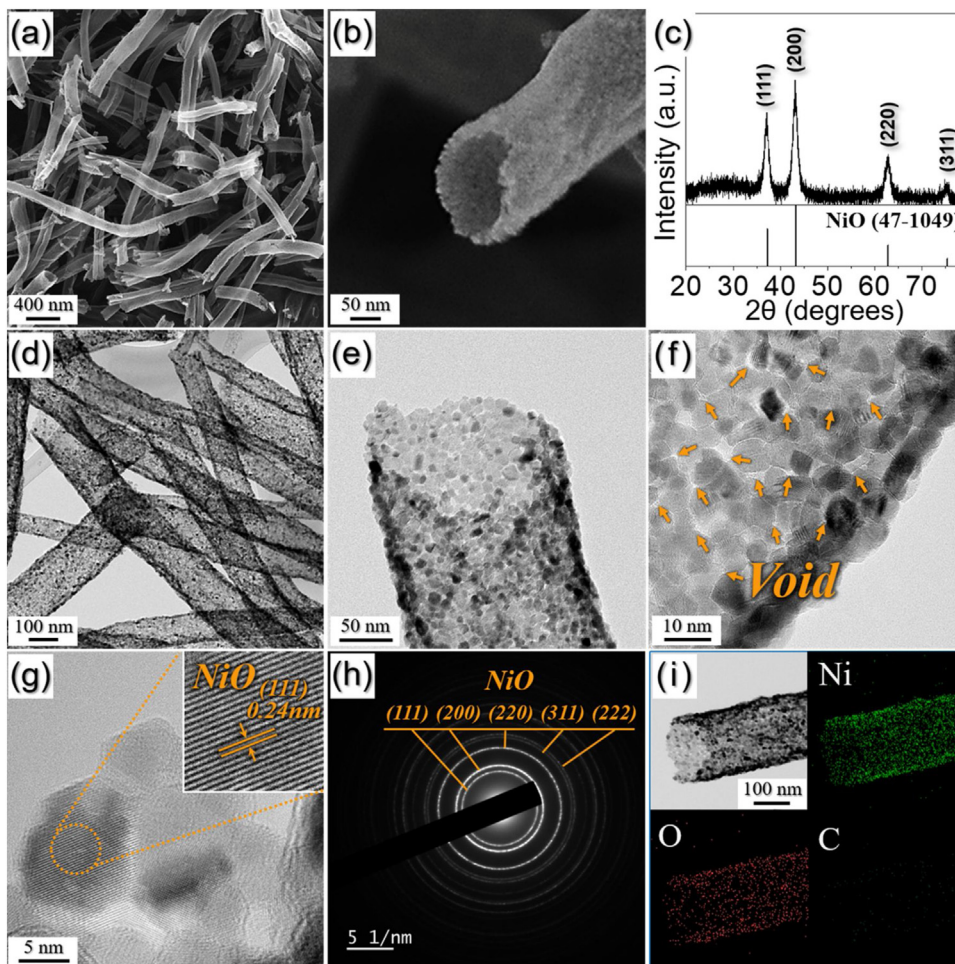 (a)
400 nm
(b)
50 nm
(c)
Intensity (a.u.)
(111)
(200)
(220)
(311)
NiO (47-1049)
20 30 40 50 60 70
2θ (degrees)
(d)
100 nm
(e)
50 nm
(f)
Void
10 nm
(g)
NiO (111)
0.24nm
5 nm
(h)
NiO
(111) (200) (220) (311) (222)
5 1/nm
(i)
100 nm
Ni
O
C